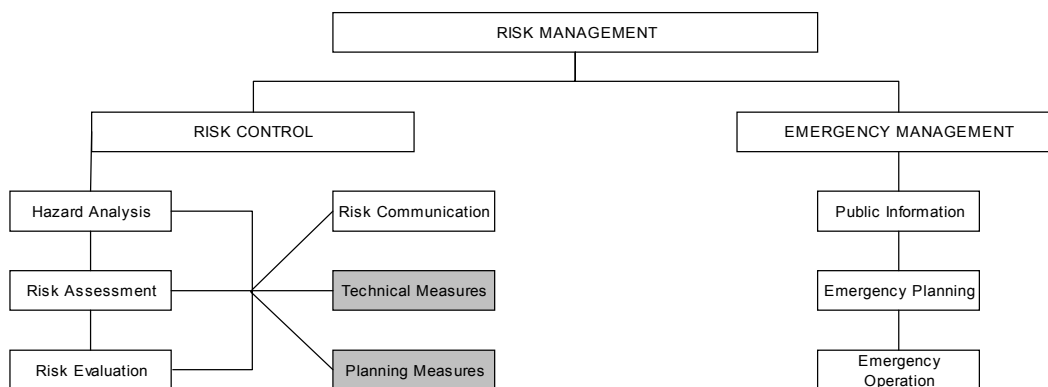 RISK MANAGEMENT
RISK CONTROL
EMERGENCY MANAGEMENT
Hazard Analysis
Risk Communication
Public Information
Risk Assessment
Technical Measures
Emergency Planning
Risk Evaluation
Planning Measures
Emergency
Operation